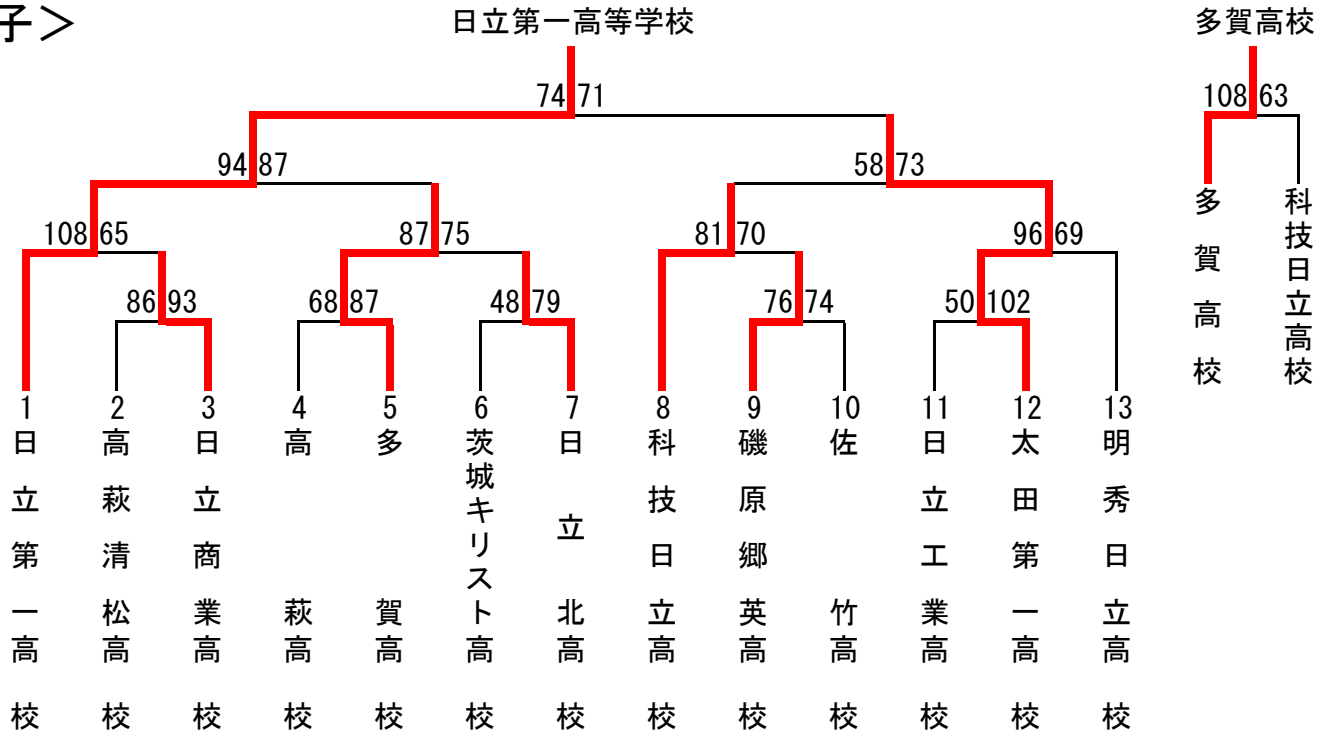 子＞
日立第一高等学校
多賀高校
74 71
108 63
94 87
58 73
多賀高校
科技日立高校
108 65
87 75
81 70
96 69
86 93
68 87
48 79
76 74
50 102
1 日立第一高校
2 高萩清松高校
3 日立商業高校
4 高萩高校
5 多賀高校
6 茨城キリスト高校
7 日立北高校
8 科技日立高校
9 磯原郷英高校
10 佐竹高校
11 日立工業高校
12 太田第一高校
13 明秀日立高校